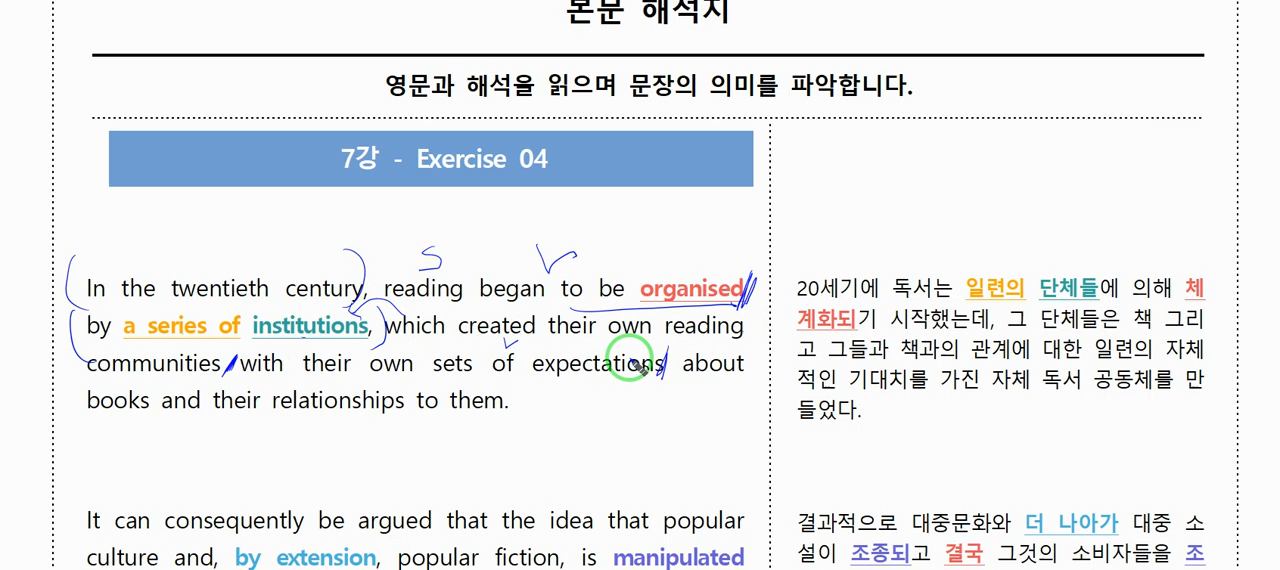 본문 해석지
영문과 해석을 읽으며 문장의 의미를 파악합니다.
7강 - Exercise 04
S V
In the twentieth century, reading began to be organised
by a series of institutions, which created their own reading
communities with their own sets of expectations about
books and their relationships to them.
It can consequently be argued that the idea that popular
culture and, by extension, popular fiction, is manipulated
20세기에 독서는 일련의 단체들에 의해 체
계화되기 시작했는데, 그 단체들은 책 그리
고 그들과 책과의 관계에 대한 일련의 자체
적인 기대치를 가진 자체 독서 공동체를 만
들었다.
결과적으로 대중문화와 더 나아가 대중 소
설이 조종되고 결국 그것의 소비자들을 조